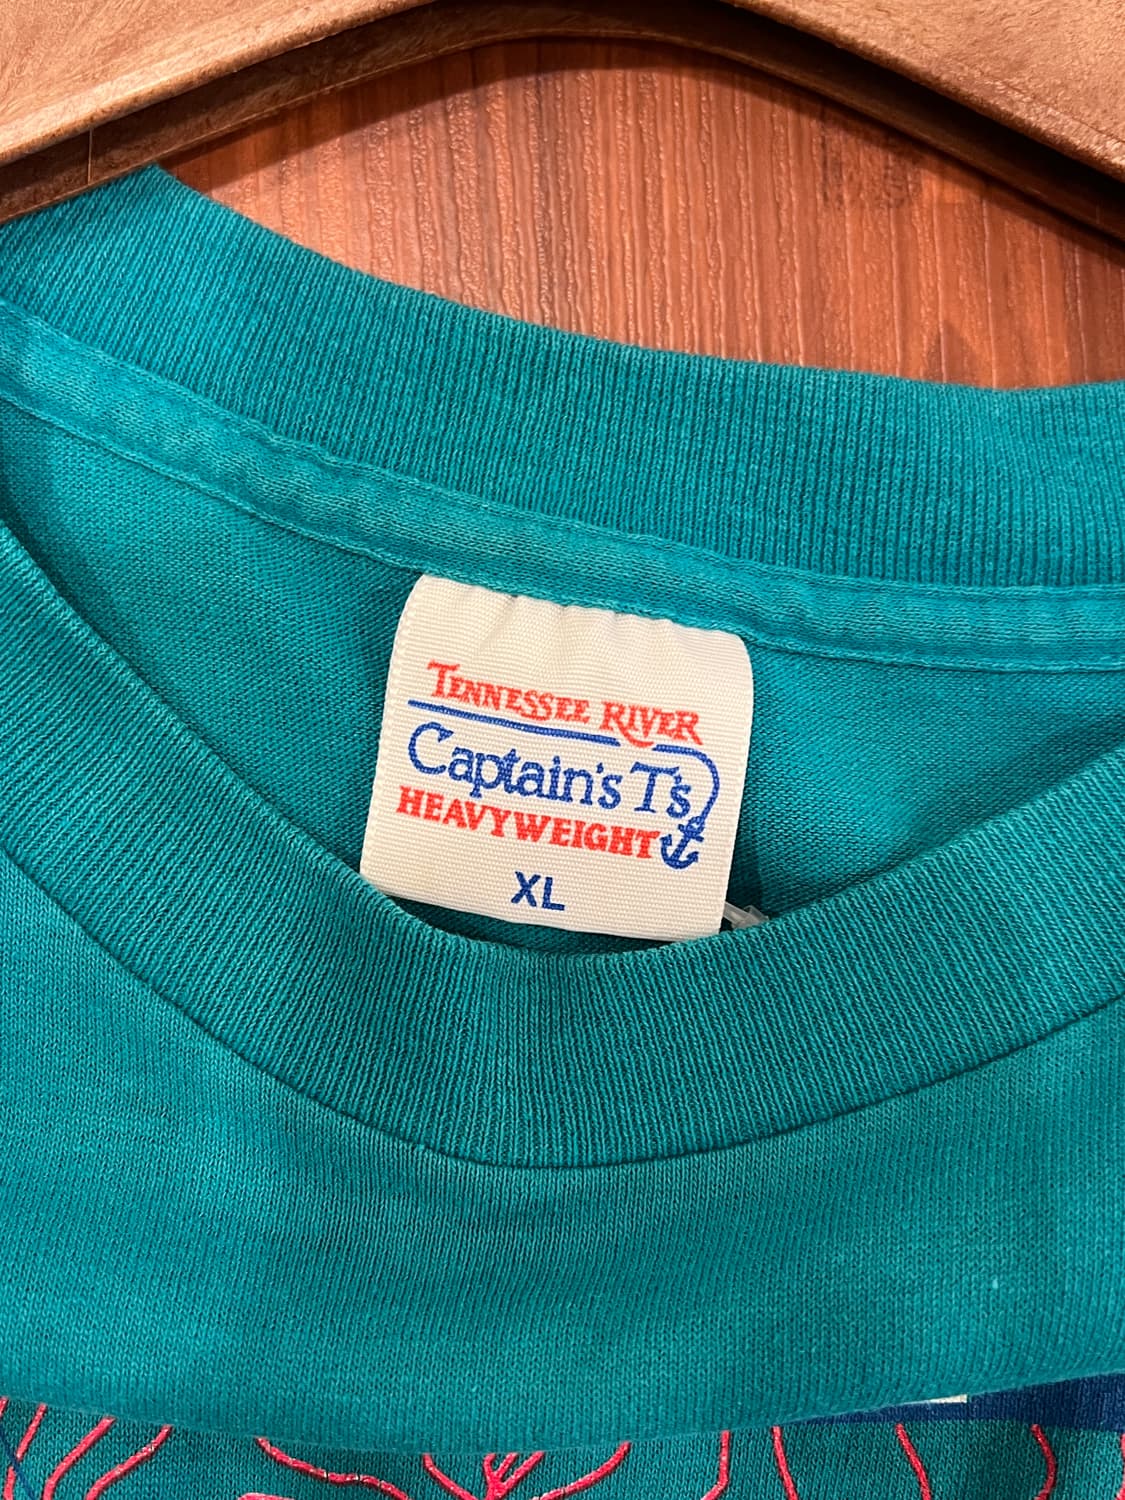 TENNESSEE RIVER
Captain's T's
HEAVYWEIGHT
XL